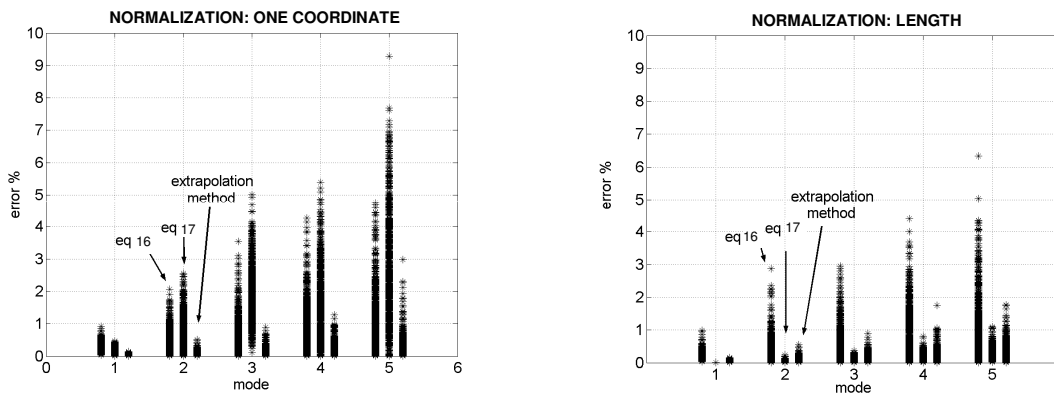 NORMALIZATION: ONE COORDINATE
10
9
8
7
6
5
4
3
2
1
0
error %
extrapolation
method
eq 16
eq 17
0 1 2 3 4 5 6
mode
NORMALIZATION: LENGTH
10
9
8
7
6
5
4
3
2
1
0
error %
extrapolation
method
eq 16
eq 17
1 2 3 4 5
mode